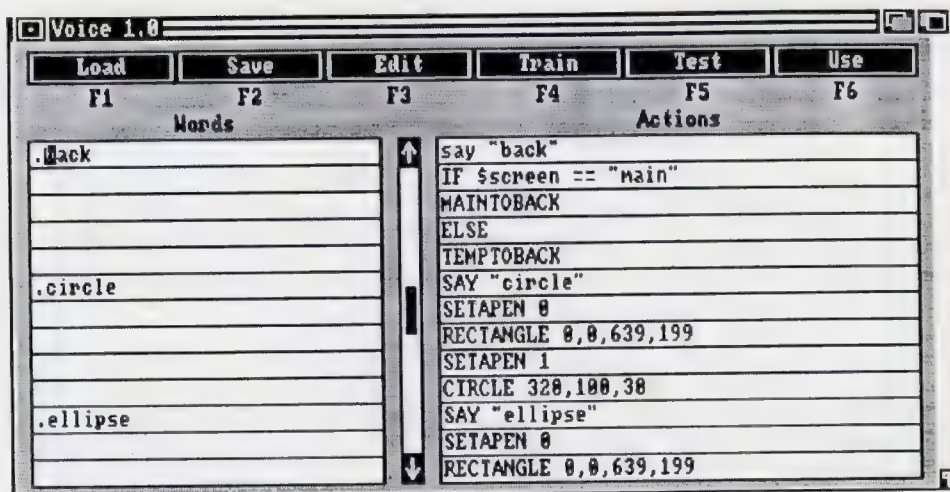 Voice 1.0
Load Save Edit Train Test Use
F1 F2 F3 F4 F5 F6
Words Actions
.back say "back"
IF $screen == "main"
MAINTOBACK
ELSE
TEMPTOBACK
.circle SAY "circle"
SETAPEN 0
RECTANGLE 0,0,639,199
SETAPEN 1
CIRCLE 320,100,30
.ellipse SAY "ellipse"
SETAPEN 0
RECTANGLE 0,0,639,199